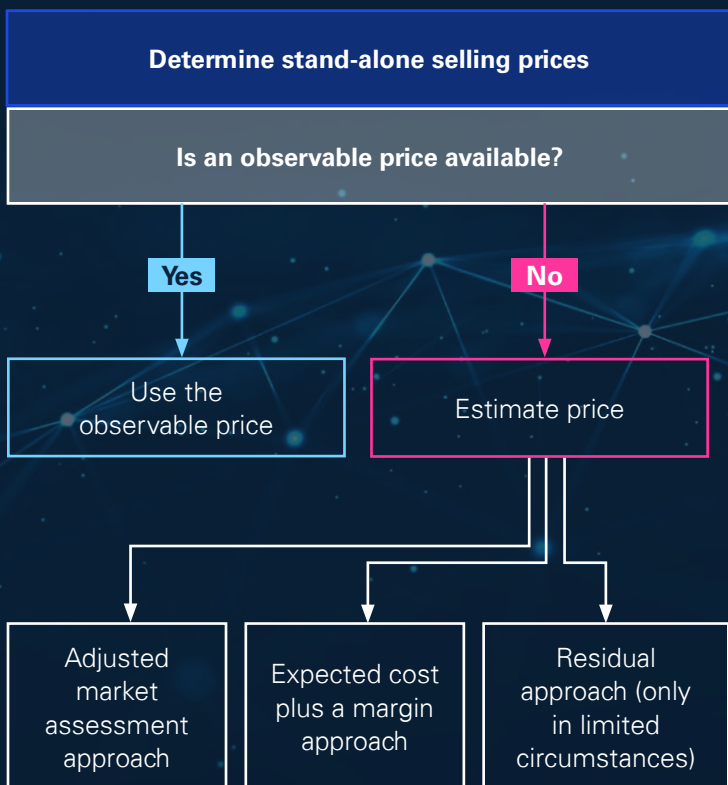 Determine stand-alone selling prices
Is an observable price available?
Yes
No
Use the
observable price
Estimate price
Adjusted
market
assessment
approach
Expected cost
plus a margin
approach
Residual
approach (only
in limited
circumstances)